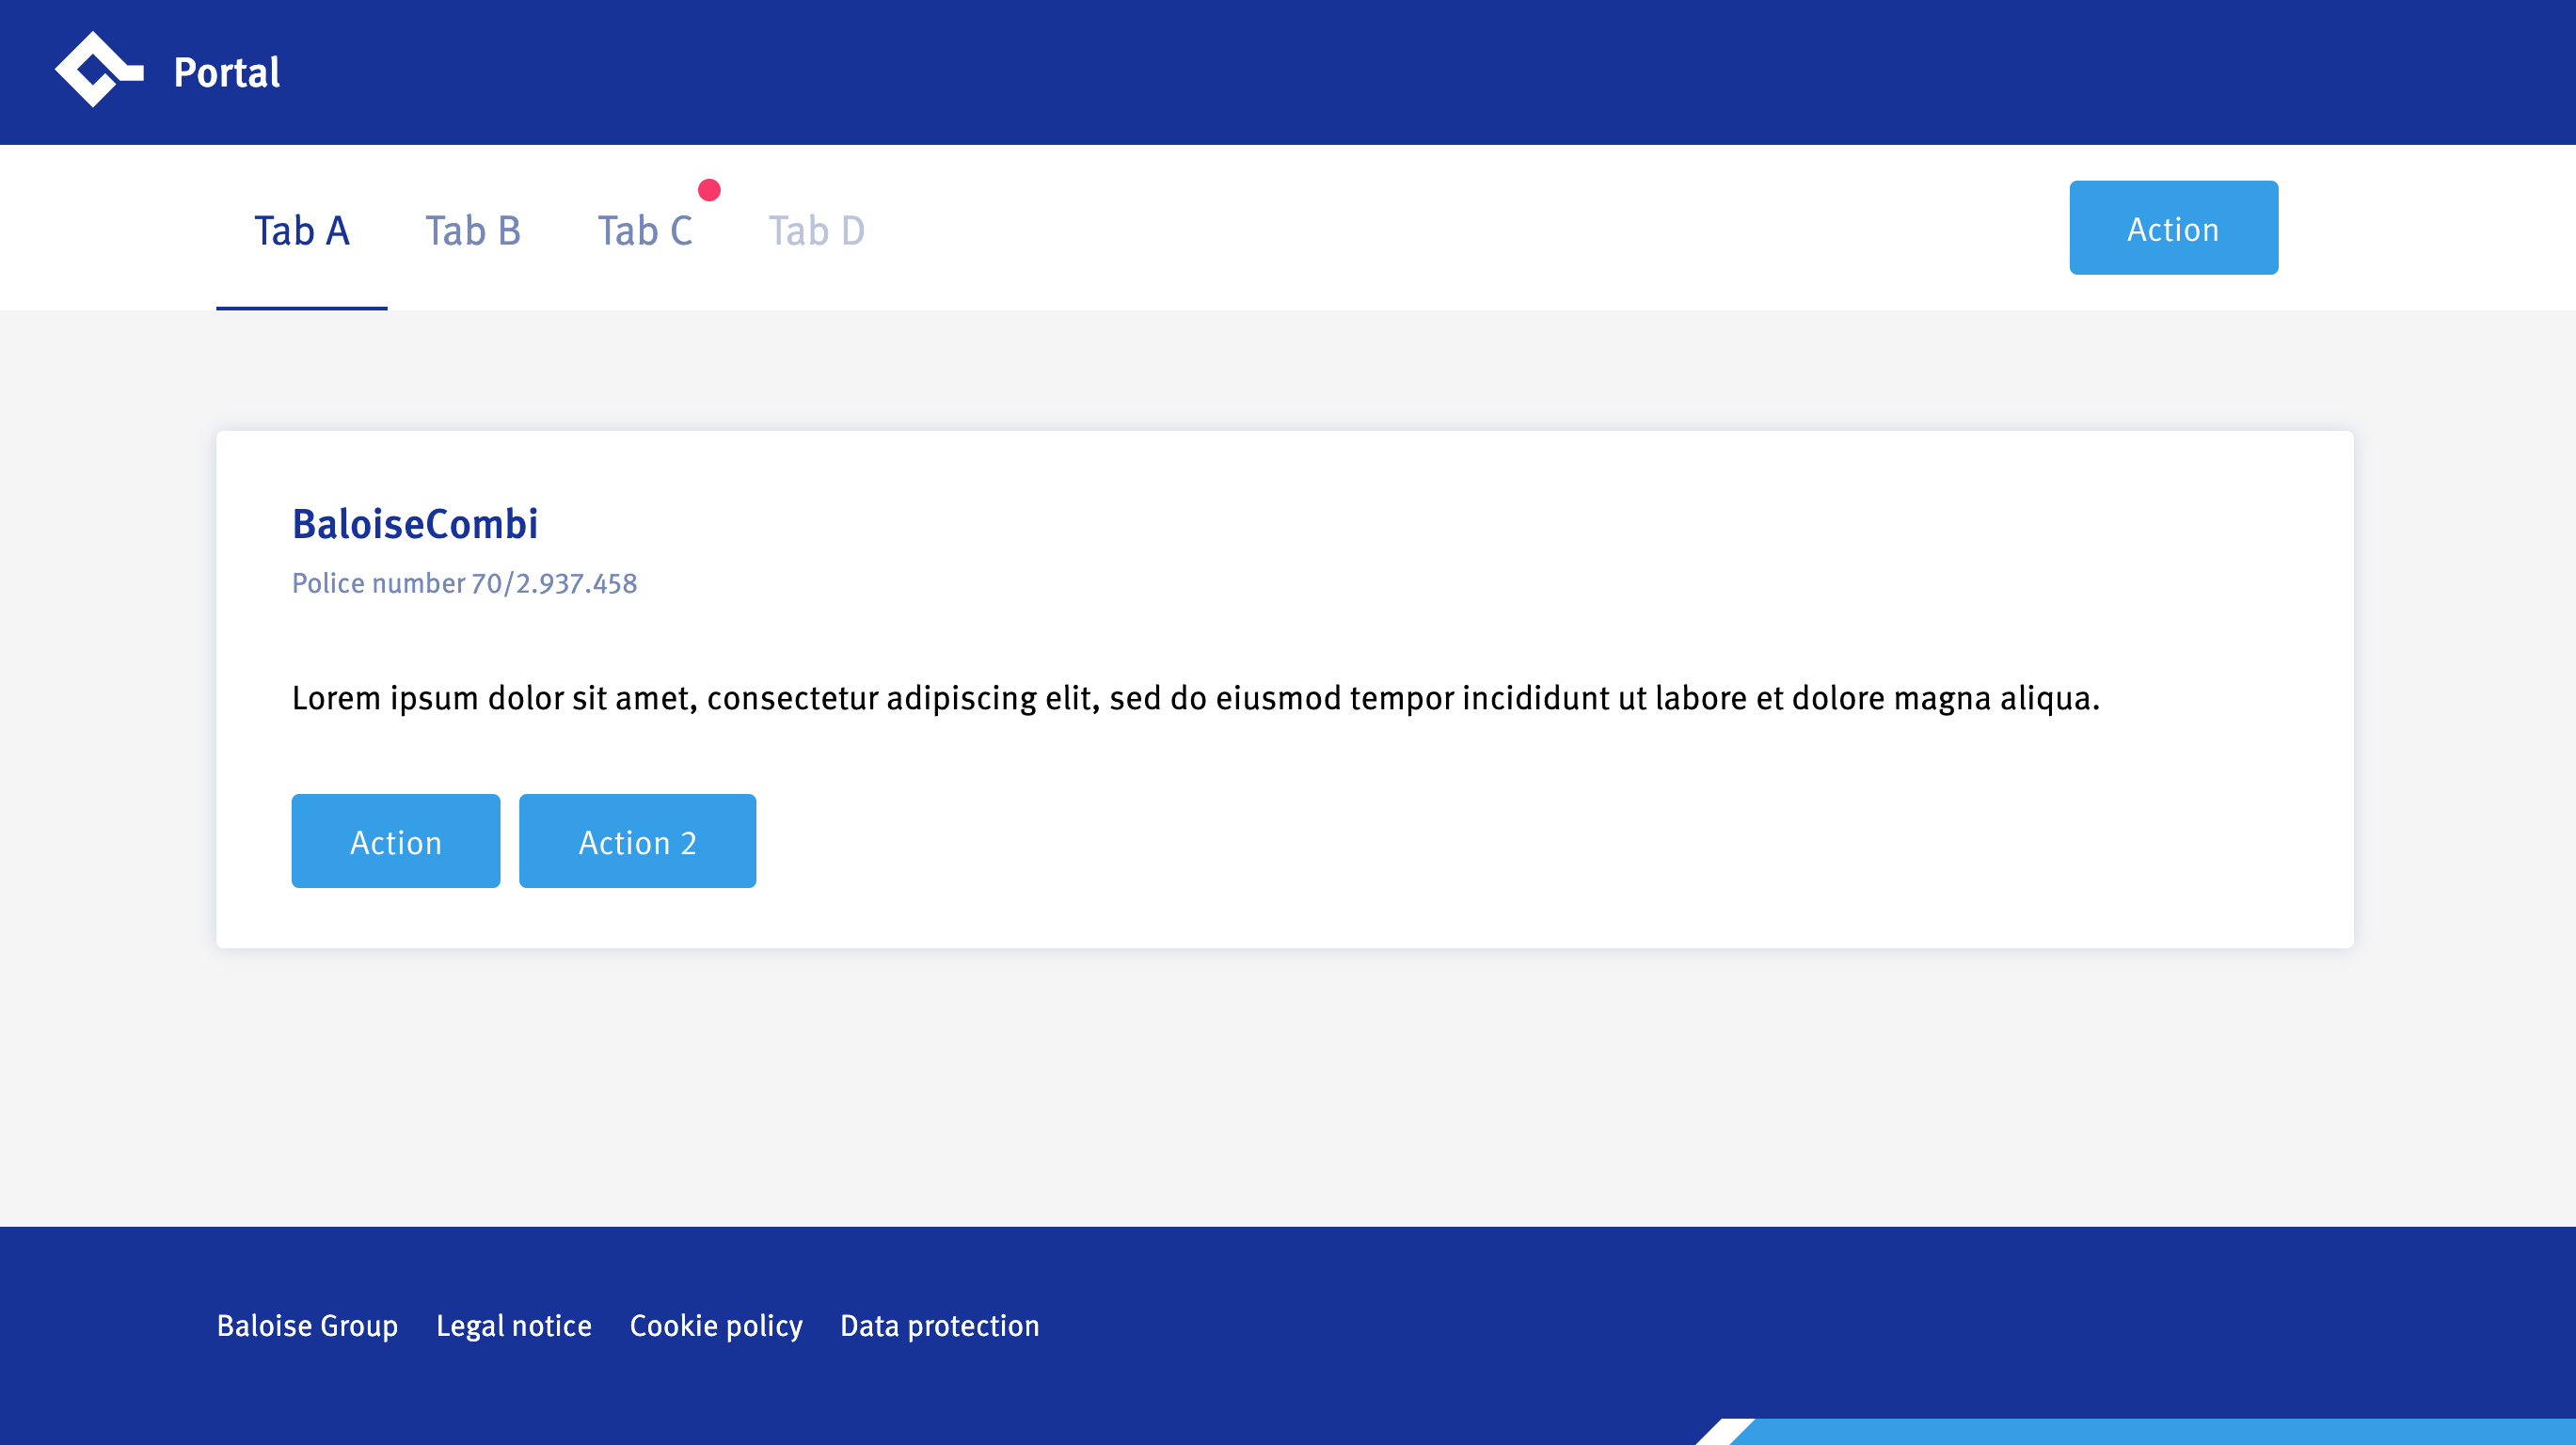 Portal
Tab A Tab B Tab C Tab D Action
BaloiseCombi
Police number 70/2.937.458
Lorem ipsum dolor sit amet, consectetur adipiscing elit, sed do eiusmod tempor incididunt ut labore et dolore magna aliqua.
Action Action 2
Baloise Group Legal notice Cookie policy Data protection